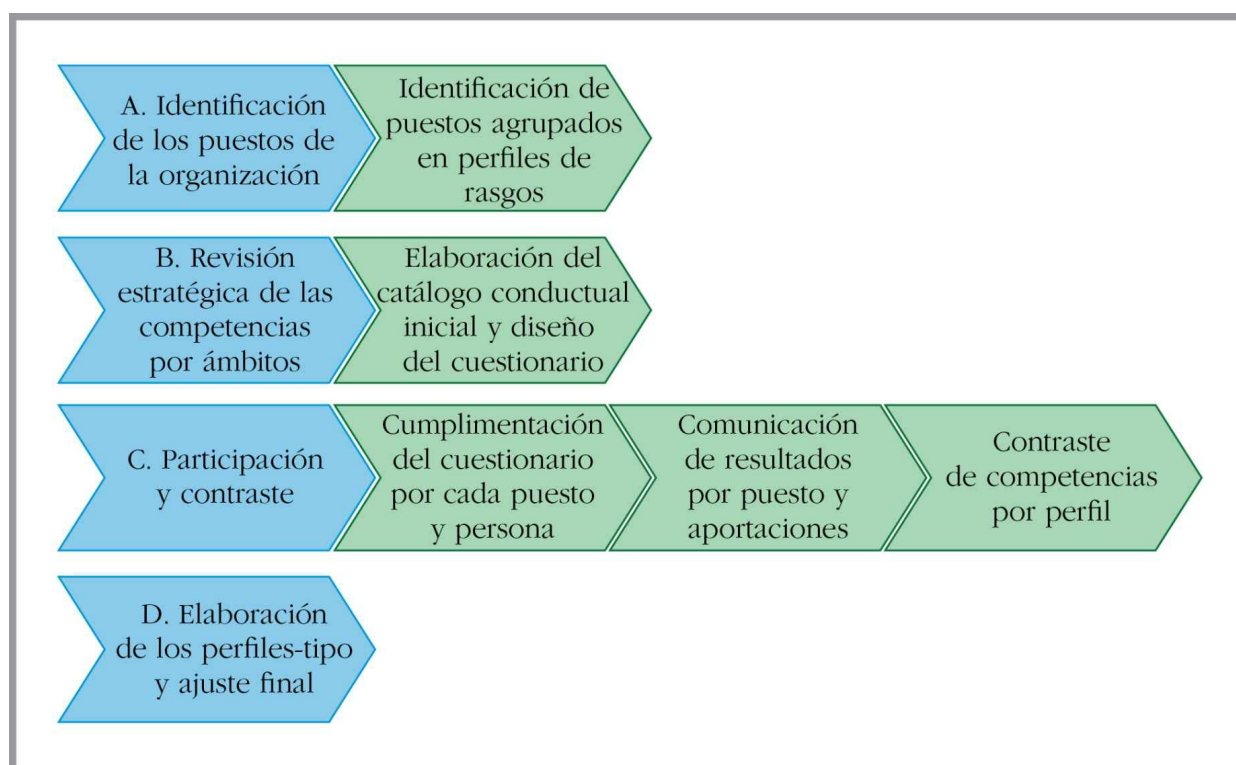 A. Identificación
de los puestos de
la organización
Identificación de
puestos agrupados
en perfiles de
rasgos
B. Revisión
estratégica de las
competencias
por ámbitos
Elaboración del
catálogo conductual
inicial y diseño
del cuestionario
C. Participación
y contraste
Cumplimentación
del cuestionario
por cada puesto
y persona
Comunicación
de resultados
por puesto y
aportaciones
Contraste
de competencias
por perfil
D. Elaboración
de los perfiles-tipo
y ajuste final